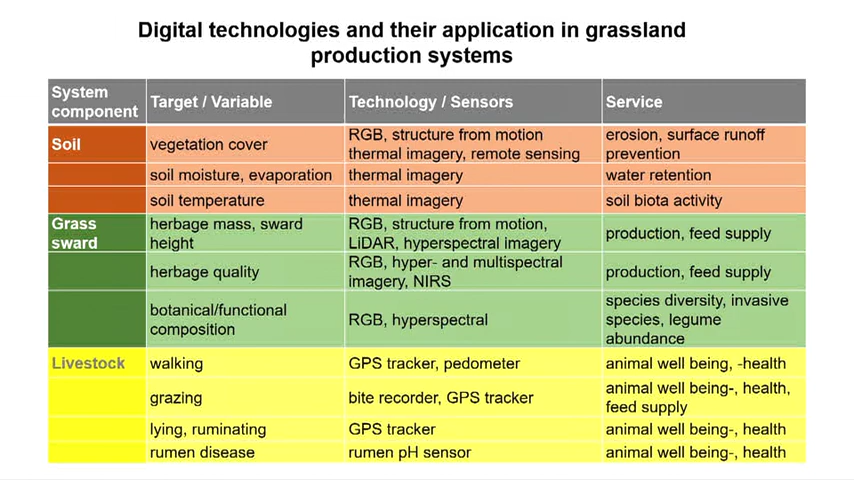 Digital technologies and their application in grassland
production systems
System
component
Target / Variable
Technology / Sensors
Service
Soil
vegetation cover
RGB, structure from motion
thermal imagery, remote sensing
erosion, surface runoff
prevention
soil moisture, evaporation
thermal imagery
water retention
soil temperature
thermal imagery
soil biota activity
Grass
sward
herbage mass, sward
height
RGB, structure from motion,
LiDAR, hyperspectral imagery
production, feed supply
herbage quality
RGB, hyper- and multispectral
imagery, NIRS
production, feed supply
botanical/functional
composition
RGB, hyperspectral
species diversity, invasive
species, legume
abundance
Livestock
walking
GPS tracker, pedometer
animal well being, -health
grazing
bite recorder, GPS tracker
animal well being-, health,
feed supply
lying, ruminating
GPS tracker
animal well being-, health
rumen disease
rumen pH sensor
animal well being-, health